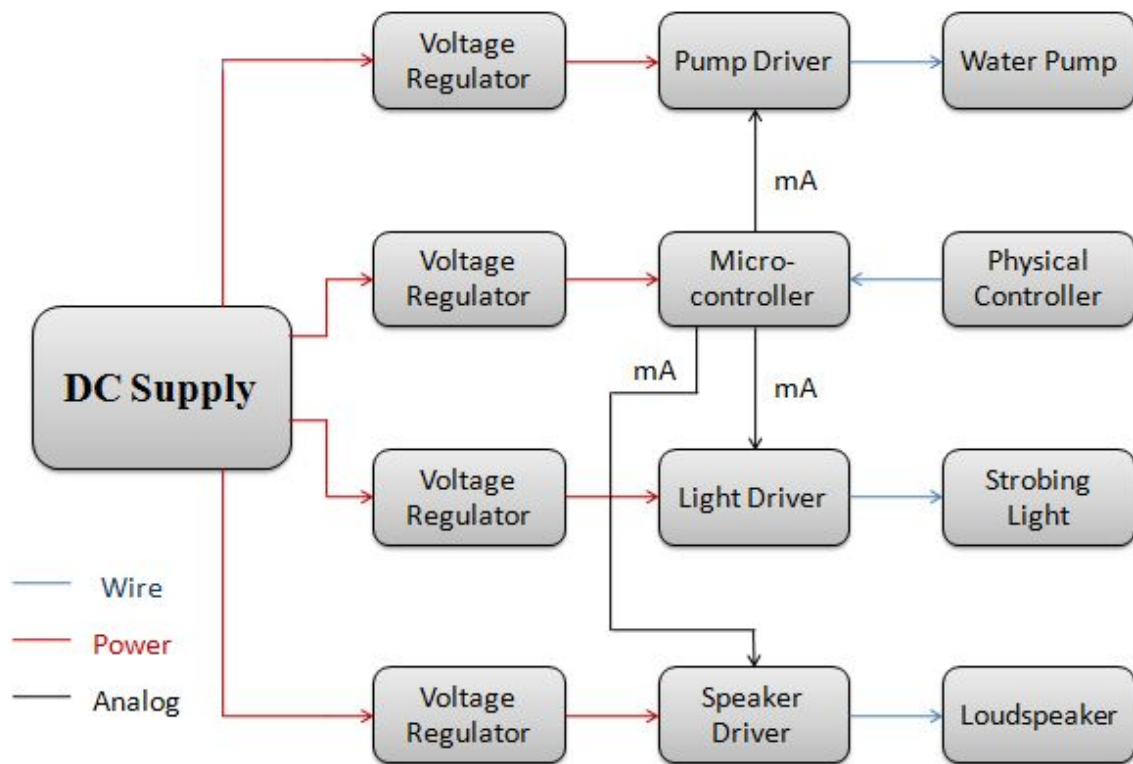 Voltage
Regulator
Pump Driver
Water Pump
mA
Voltage
Regulator
Micro-
controller
Physical
Controller
DC Supply
mA
mA
Voltage
Regulator
Light Driver
Strobing
Light
Wire
Power
Analog
Voltage
Regulator
Speaker
Driver
Loudspeaker